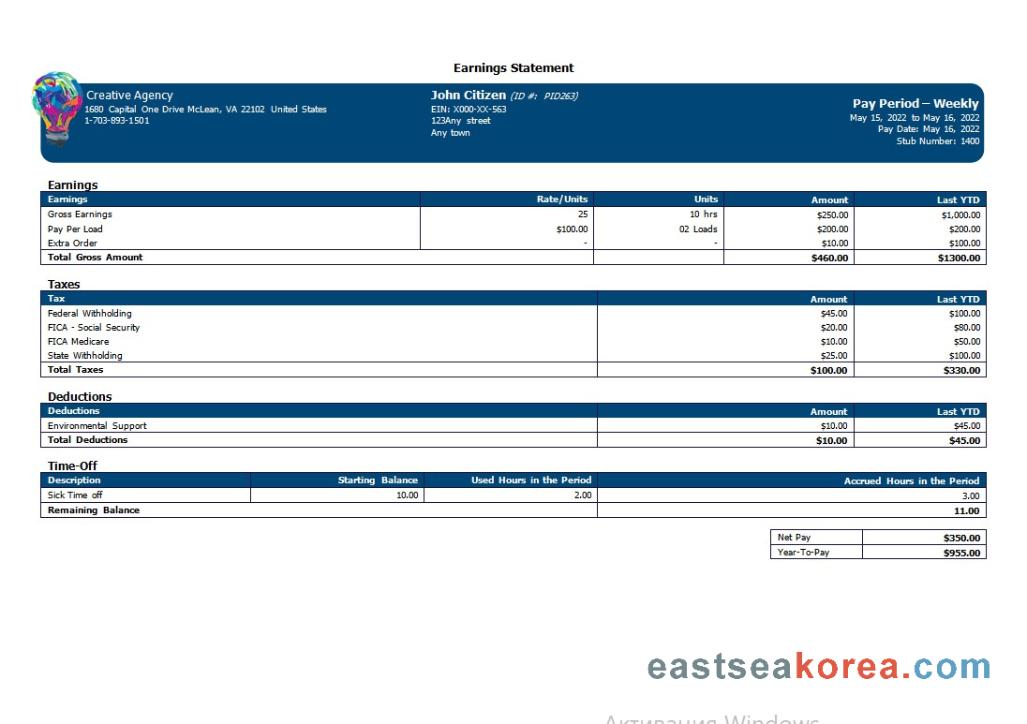 Earnings Statement
Creative Agency
1680 Capital One Drive McLean, VA 22102 United States
1-703-893-1501
John Citizen (ID #: PID263)
EIN: X000-XX-563
123Any street
Any town
Pay Period – Weekly
May 15, 2022 to May 16, 2022
Pay Date: May 16, 2022
Stub Number: 1400
Earnings
Earnings Rate/Units Units Amount Last YTD
Gross Earnings 25 10 hrs $250.00 $1,000.00
Pay Per Load $100.00 02 Loads $200.00 $200.00
Extra Order - - $10.00 $100.00
Total Gross Amount $460.00 $1300.00
Taxes
Tax Amount Last YTD
Federal Withholding $45.00 $100.00
FICA - Social Security $20.00 $80.00
FICA Medicare $10.00 $50.00
State Withholding $25.00 $100.00
Total Taxes $100.00 $330.00
Deductions
Deductions Amount Last YTD
Environmental Support $10.00 $45.00
Total Deductions $10.00 $45.00
Time-Off
Description Starting Balance Used Hours in the Period Accrued Hours in the Period
Sick Time off 10.00 2.00 3.00
Remaining Balance 11.00
Net Pay $350.00
Year-To-Pay $955.00
eastseakorea.com
Активация Windows